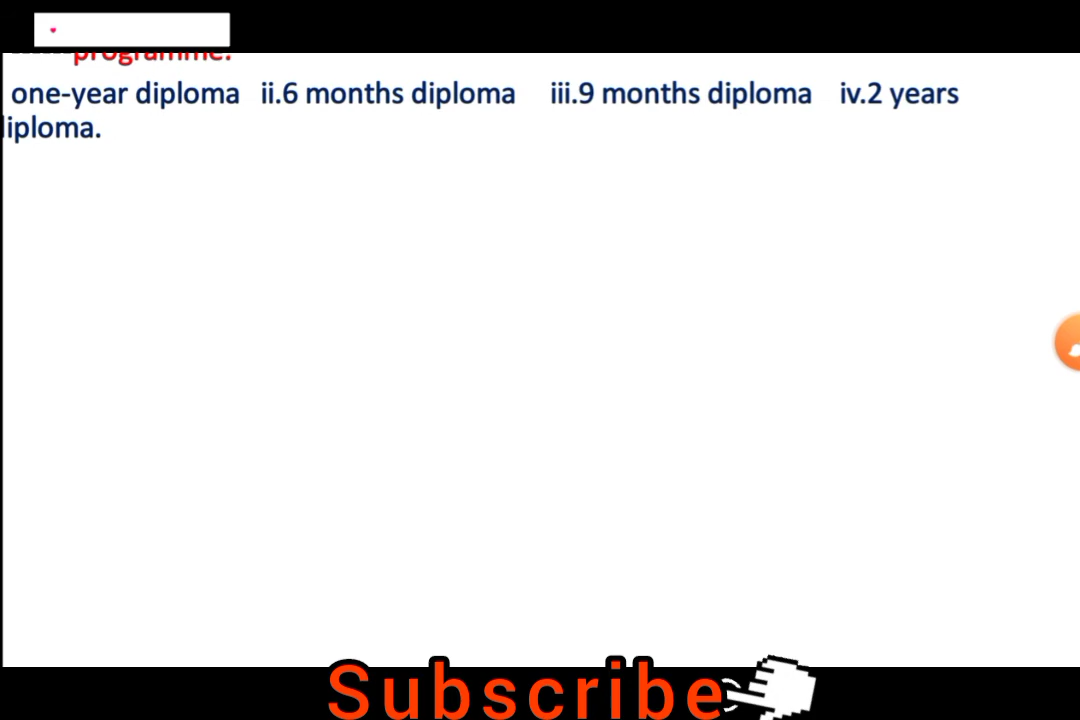 programme.
one-year diploma ii.6 months diploma iii.9 months diploma iv.2 years
iploma.
Subscribe